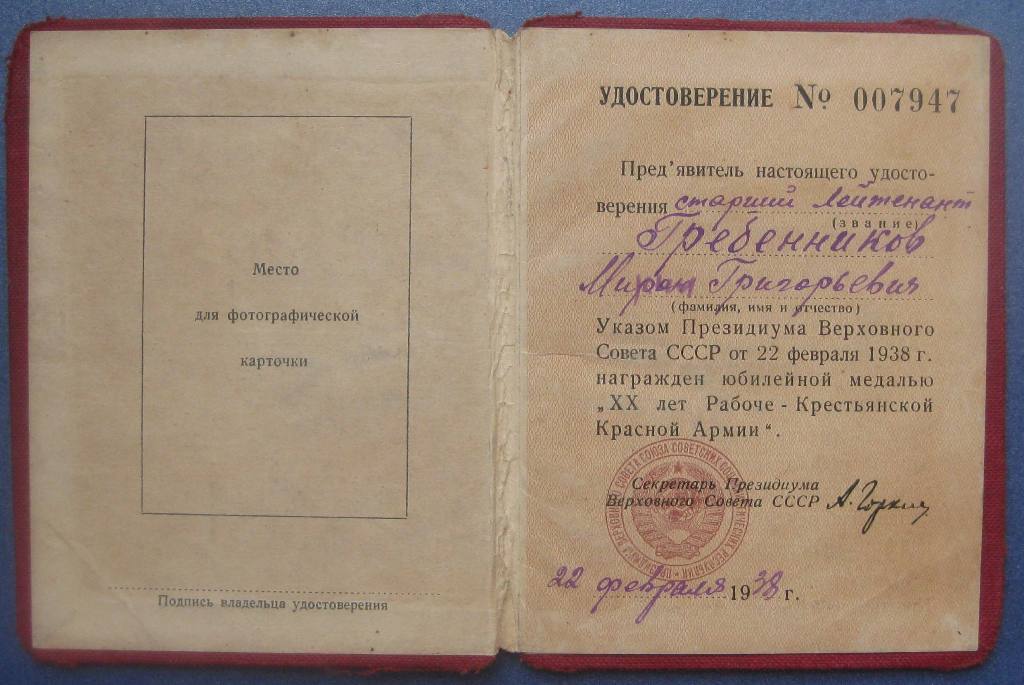 Место
для фотографической
карточки
Подпись владельца удостоверения
УДОСТОВЕРЕНИЕ № 007947
Пред'явитель настоящего удосто-
верения старший Лейтенант
(звание)
Гребенников
Мирон Григорьевич
(фамилия, имя и отчество)
Указом Президиума Верховного
Совета СССР от 22 февраля 1938 г.
награжден юбилейной медалью
„XX лет Рабоче-Крестьянской
Красной Армии".
Секретарь Президиума
Верховного Совета СССР А. Горкин
22 февраля 1938 г.